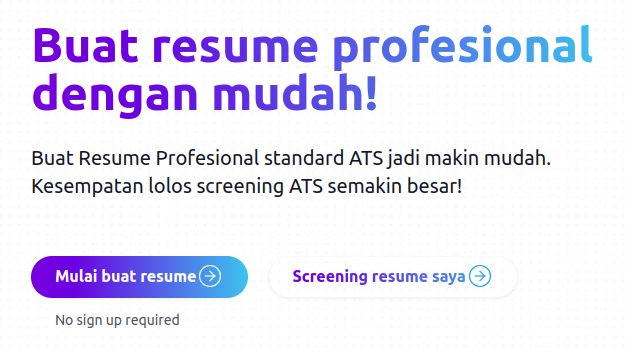 Buat resume profesional
dengan mudah!
Buat Resume Profesional standard ATS jadi makin mudah.
Kesempatan lolos screening ATS semakin besar!
Mulai buat resume
Screening resume saya
No sign up required